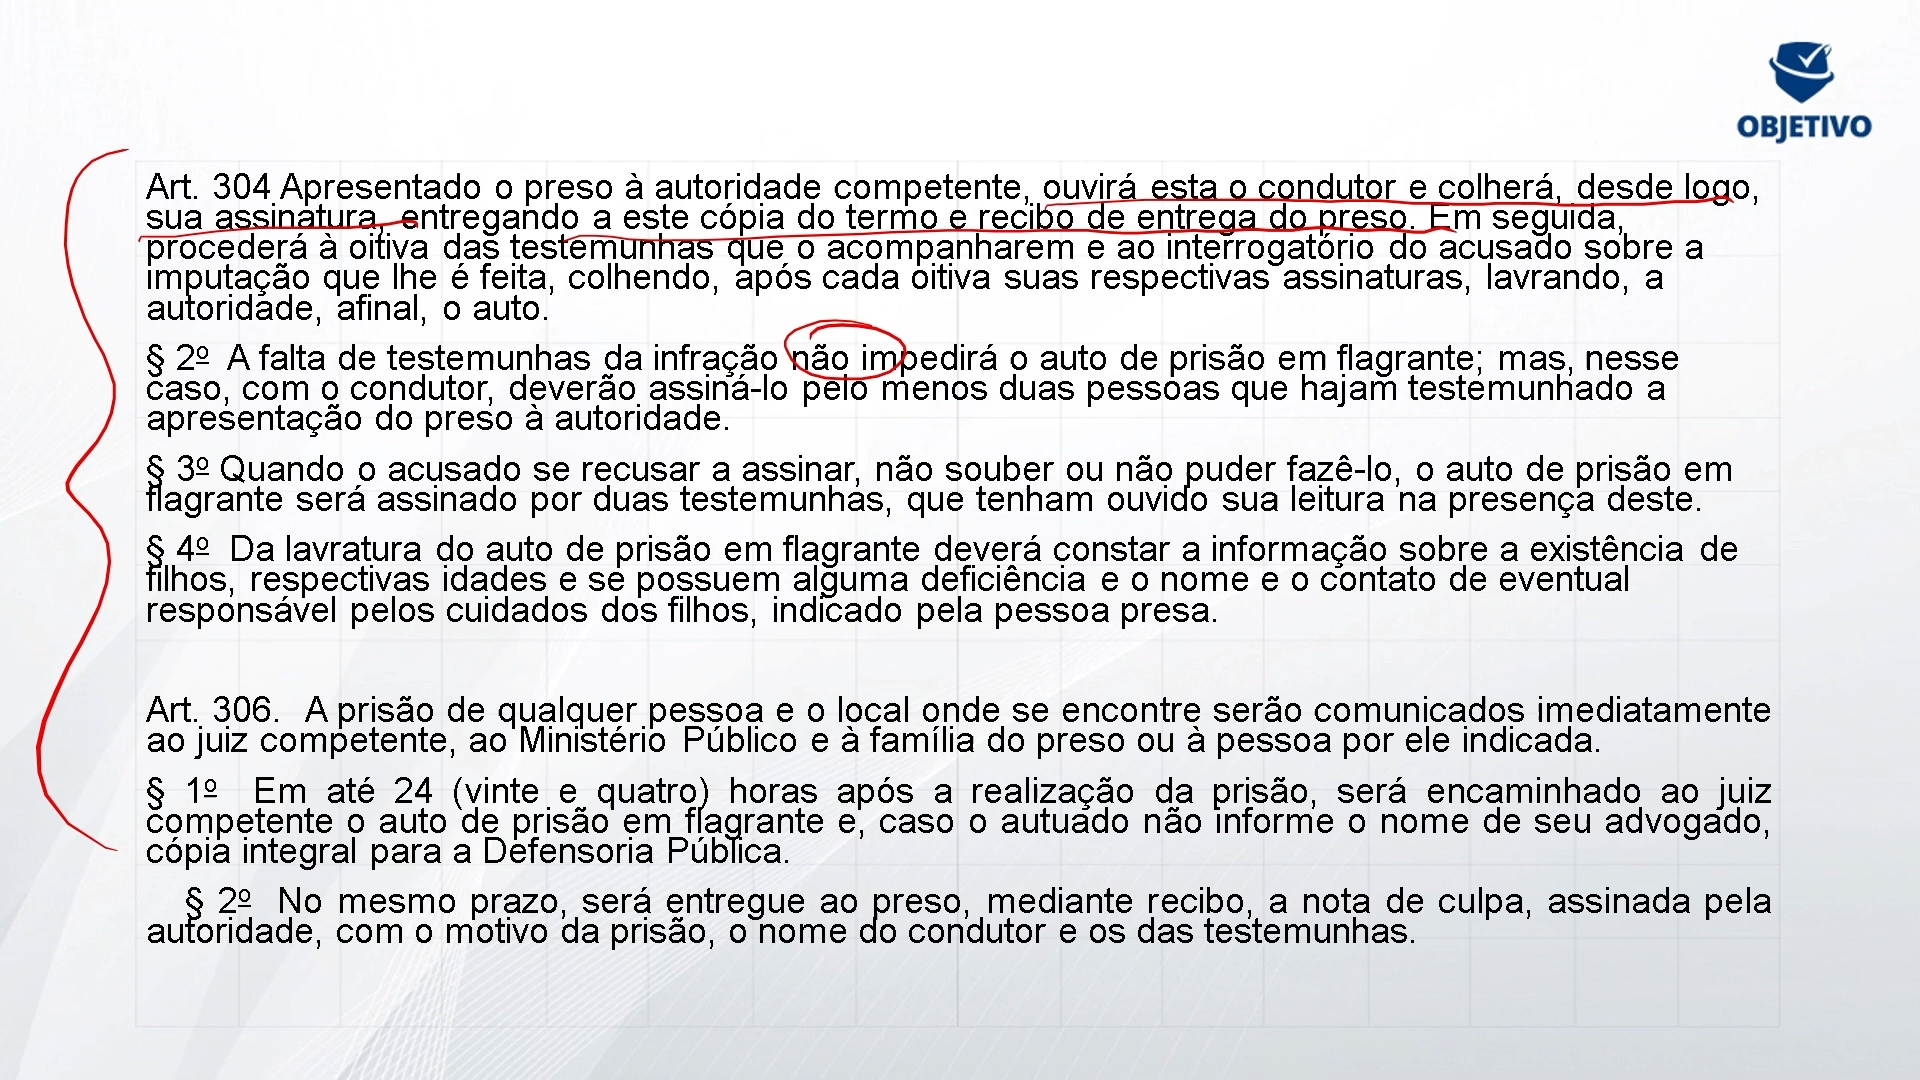 OBJETIVO
Art. 304 Apresentado o preso à autoridade competente, ouvirá esta o condutor e colherá, desde logo,
sua assinatura, entregando a este cópia do termo e recibo de entrega do preso. Em seguida,
procederá à oitiva das testemunhas que o acompanharem e ao interrogatório do acusado sobre a
imputação que lhe é feita, colhendo, após cada oitiva suas respectivas assinaturas, lavrando, a
autoridade, afinal, o auto.
§ 2º A falta de testemunhas da infração não impedirá o auto de prisão em flagrante; mas, nesse
caso, com o condutor, deverão assiná-lo pelo menos duas pessoas que hajam testemunhado a
apresentação do preso à autoridade.
§ 3º Quando o acusado se recusar a assinar, não souber ou não puder fazê-lo, o auto de prisão em
flagrante será assinado por duas testemunhas, que tenham ouvido sua leitura na presença deste.
§ 4º Da lavratura do auto de prisão em flagrante deverá constar a informação sobre a existência de
filhos, respectivas idades e se possuem alguma deficiência e o nome e o contato de eventual
responsável pelos cuidados dos filhos, indicado pela pessoa presa.
Art. 306. A prisão de qualquer pessoa e o local onde se encontre serão comunicados imediatamente
ao juiz competente, ao Ministério Público e à família do preso ou à pessoa por ele indicada.
§ 1º Em até 24 (vinte e quatro) horas após a realização da prisão, será encaminhado ao juiz
competente o auto de prisão em flagrante e, caso o autuado não informe o nome de seu advogado,
cópia integral para a Defensoria Pública.
§ 2º No mesmo prazo, será entregue ao preso, mediante recibo, a nota de culpa, assinada pela
autoridade, com o motivo da prisão, o nome do condutor e os das testemunhas.